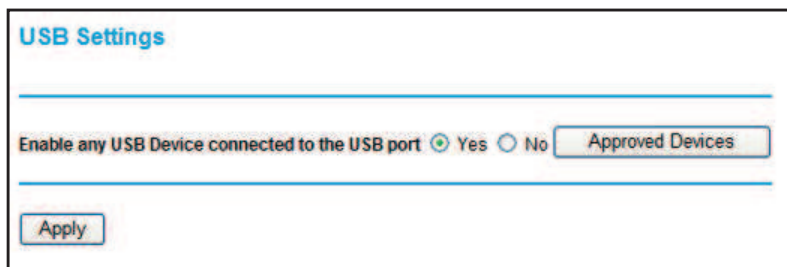 USB Settings
Enable any USB Device connected to the USB port Yes No Approved Devices
Apply